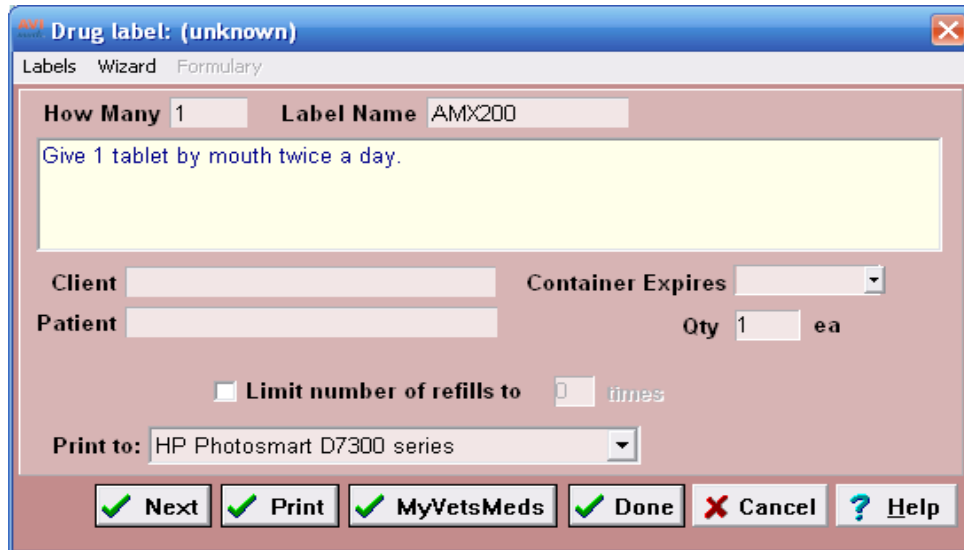 AVI Drug label: (unknown)
Labels Wizard Formulary
How Many 1 Label Name AMX200
Give 1 tablet by mouth twice a day.
Client Container Expires
Patient Qty 1 ea
Limit number of refills to 0 times
Print to: HP Photosmart D7300 series
Next Print MyVetsMeds Done Cancel ? Help